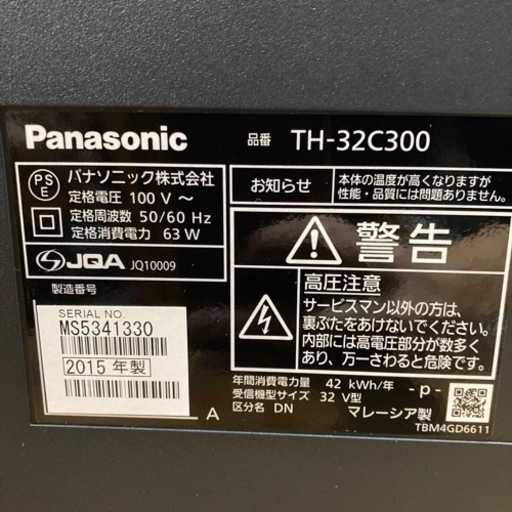 Panasonic
品番 TH-32C300
PS
E
パナソニック株式会社
定格電圧 100 V ～
定格周波数 50/60 Hz
定格消費電力 63 W
JQA JQ10009
製造番号
SERIAL NO.
MS5341330
2015 年製
A
お知らせ
本体の温度が高くなりますが
性能・品質には問題ありません。
警告
高圧注意
サービスマン以外の方は、
裏ぶたをあけないでください。
内部には高電圧部分が数多く
あり、万一さわると危険です。
年間消費電力量 42 kWh/年
受信機型サイズ 32 V型
区分名 DN
-p-
マレーシア製
TBM4GD6611